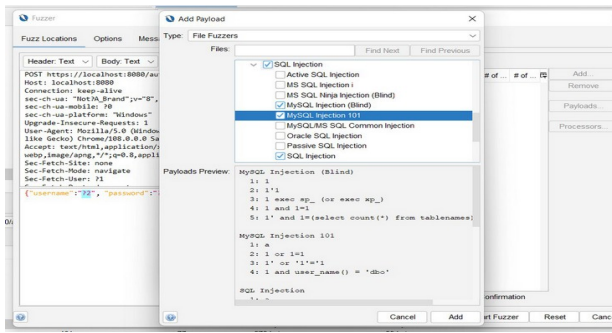 Fuzzer
Fuzz Locations Options Mess
Header: Text Body: Text
POST https://localhost:8080/au
Host: localhost:8080
Connection: keep-alive
sec-ch-ua: "Not?A_Brand";v="8",
sec-ch-ua-mobile: ?0
sec-ch-ua-platform: "Windows"
Upgrade-Insecure-Requests: 1
User-Agent: Mozilla/5.0 (Window
like Gecko) Chrome/108.0.0.0 Sa
Accept: text/html,application/x
webp,image/apng,*/*;q=0.8,appli
Sec-Fetch-Site: none
Sec-Fetch-Mode: navigate
Sec-Fetch-User: ?1
{"username":"?2", "password":"
Add Payload
Type: File Fuzzers
Files: Find Next Find Previous
SQL Injection
Active SQL Injection
MS SQL Injection i
MS SQL Ninja Injection (Blind)
MySQL Injection (Blind)
MySQL Injection 101
MySQL/MS SQL Common Injection
Oracle SQL Injection
Passive SQL Injection
SQL Injection
Payloads Preview:
MySQL Injection (Blind)
1: 1
2: 1'1
3: 1 exec sp_ (or exec xp_)
4: 1 and 1=1
5: 1' and 1=(select count(*) from tablenames)
MySQL Injection 101
1: a
2: 1 or 1=1
3: 1' or '1'='1
4: 1 and user_name() = 'dbo'
SQL Injection
Cancel Add
# of ... # of ...
Add...
Remove...
Payloads...
Processors...
onfirmation
rt Fuzzer Reset Canc